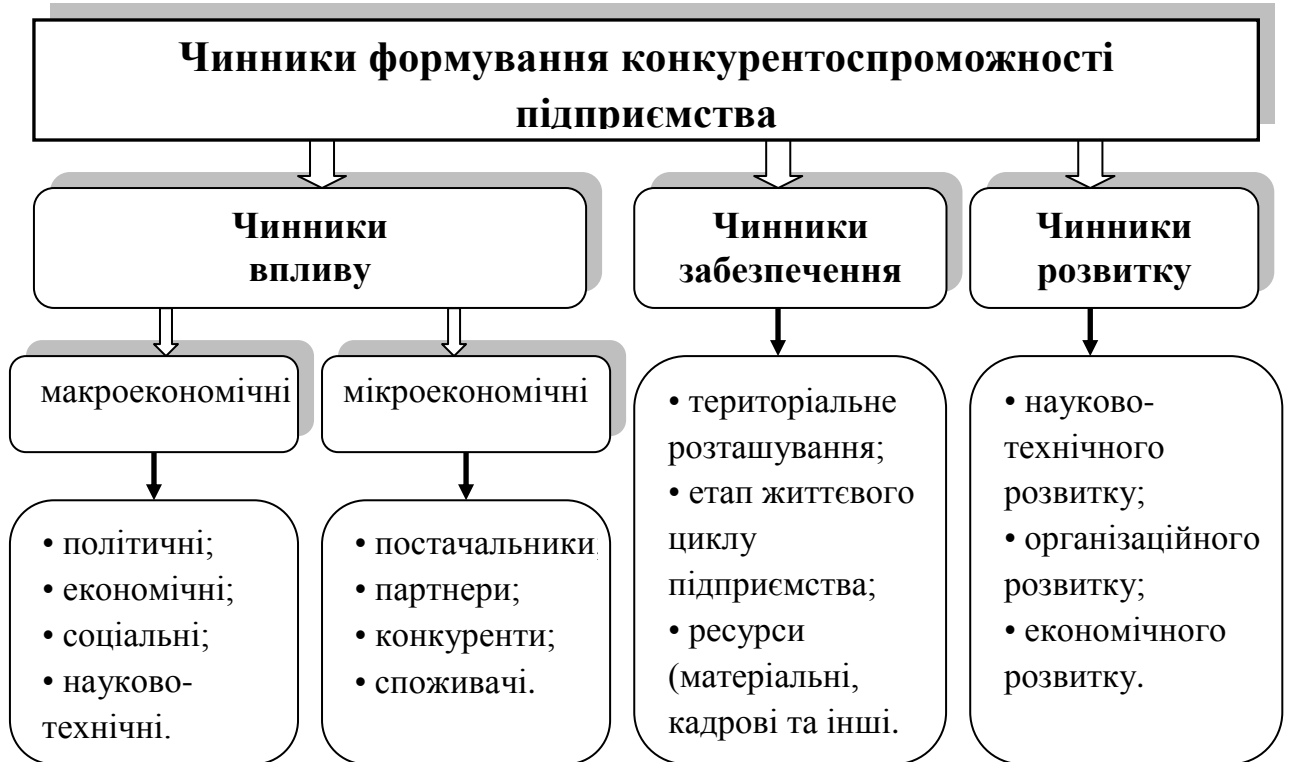 Чинники формування конкурентоспроможності
підприємства
Чинники
впливу
Чинники
забезпечення
Чинники
розвитку
макроекономічні
мікроекономічні
• політичні;
• економічні;
• соціальні;
• науково-
технічні.
• постачальники;
• партнери;
• конкуренти;
• споживачі.
• територіальне
розташування;
• етап життєвого
циклу
підприємства;
• ресурси
(матеріальні,
кадрові та інші.
• науково-
технічного
розвитку;
• організаційного
розвитку;
• економічного
розвитку.